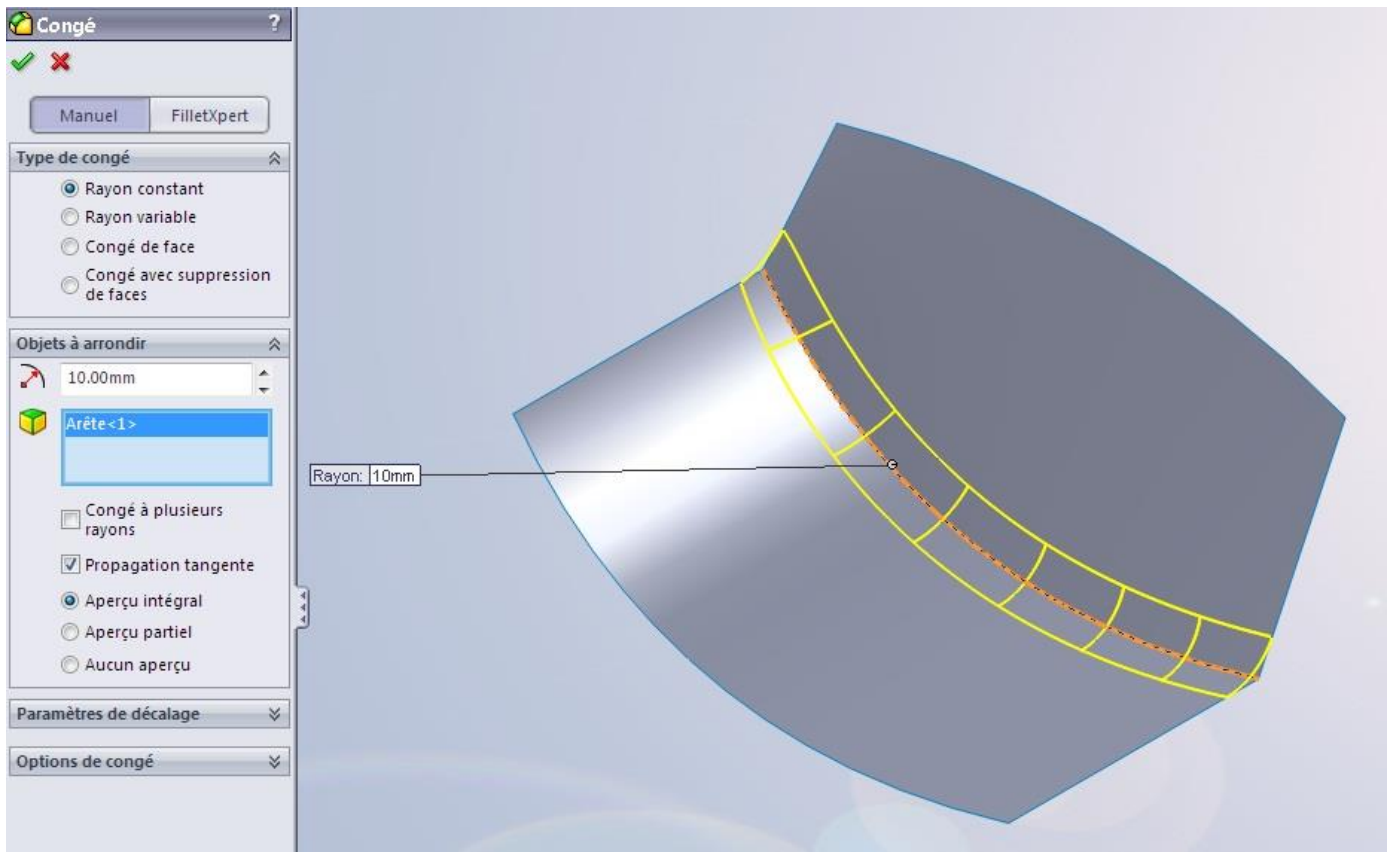 Congé ?
Manuel FilletXpert
Type de congé
Rayon constant
Rayon variable
Congé de face
Congé avec suppression
de faces
Objets à arrondir
10.00mm
Arête<1>
Congé à plusieurs
rayons
Propagation tangente
Aperçu intégral
Aperçu partiel
Aucun aperçu
Paramètres de décalage
Options de congé
Rayon: 10mm